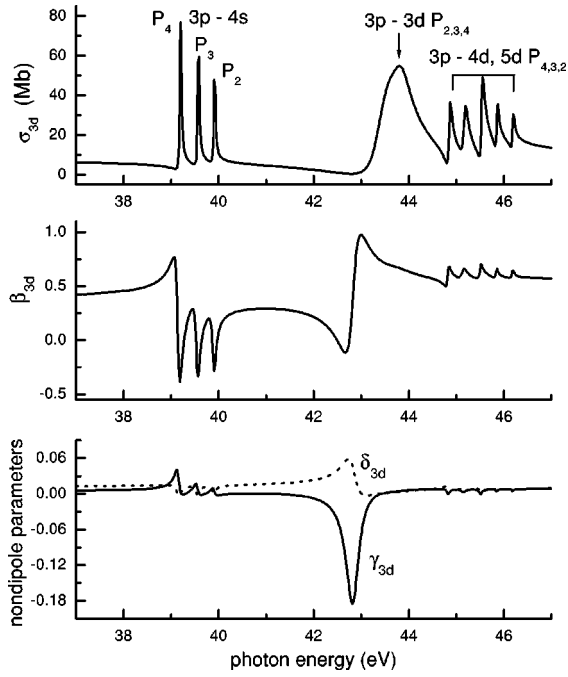 80
60
40
20
0
σ3d (Mb)
P4
3p - 4s
P3
P2
3p - 3d P2,3,4
3p - 4d, 5d P4,3,2
38
40
42
44
46
1.0
0.5
0.0
-0.5
β3d
38
40
42
44
46
0.06
0.00
-0.06
-0.12
-0.18
nondipole parameters
δ3d
γ3d
38
40
42
44
46
photon energy (eV)